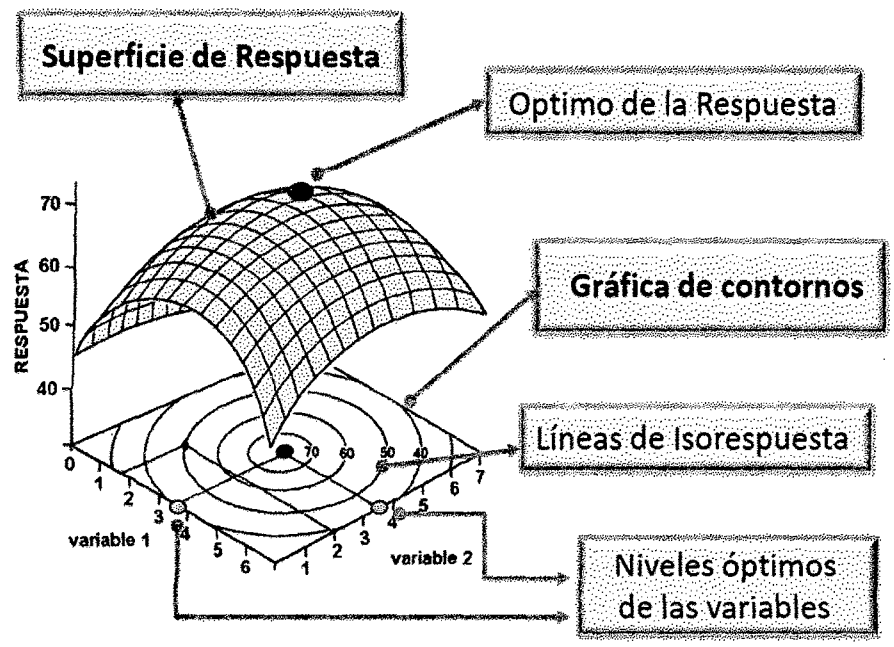 Superficie de Respuesta
Optimo de la Respuesta
Gráfica de contornos
Líneas de Isorespuesta
Niveles óptimos
de las variables
RESPUESTA
70
60
50
40
0
1
2
3
4
5
6
variable 1
1
2
3
4
5
6
7
variable 2
70 60 50 40